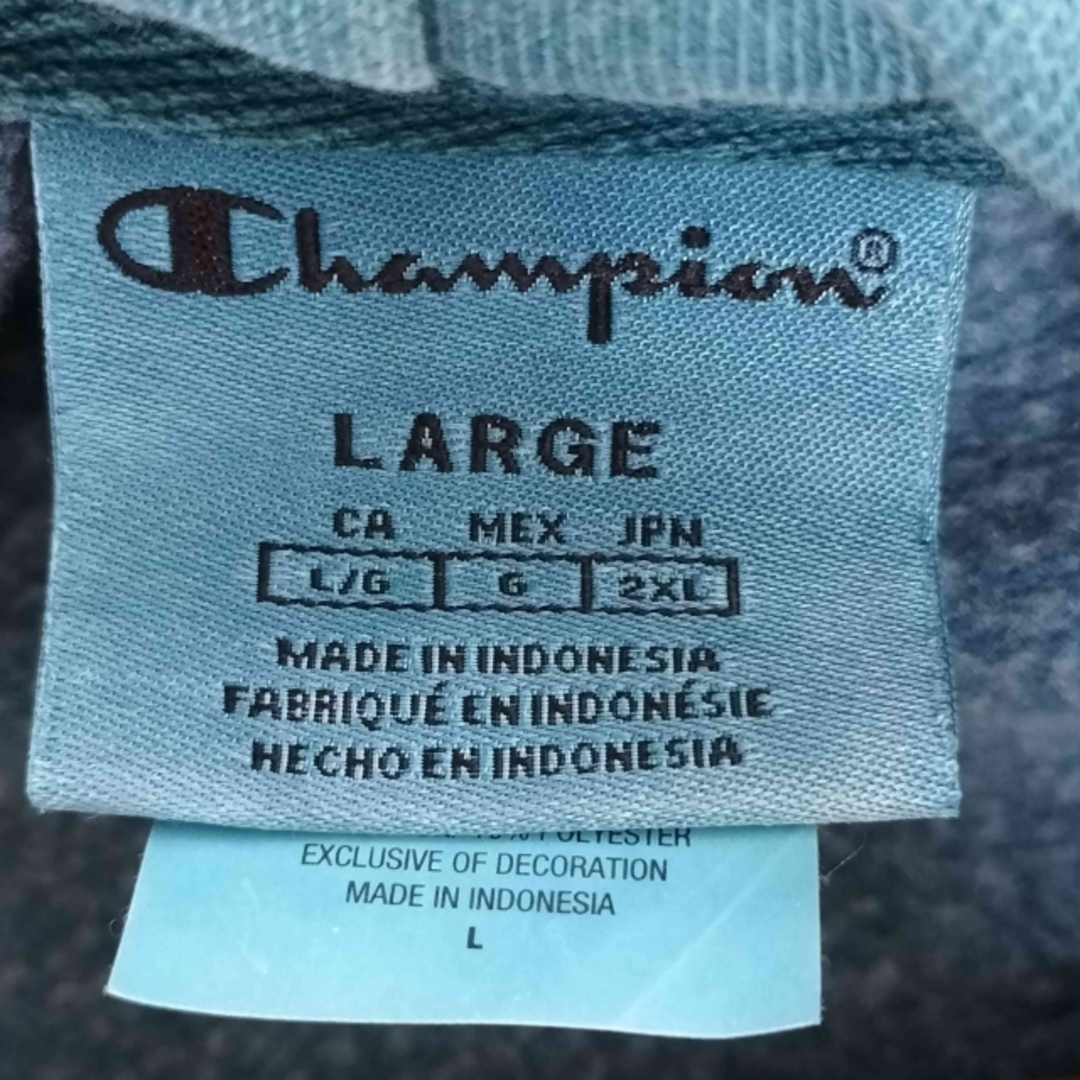 Champion®
LARGE
CA MEX JPN
L/G G 2XL
MADE IN INDONESIA
FABRIQUÉ EN INDONÉSIE
HECHO EN INDONESIA
POLYESTER
EXCLUSIVE OF DECORATION
MADE IN INDONESIA
L